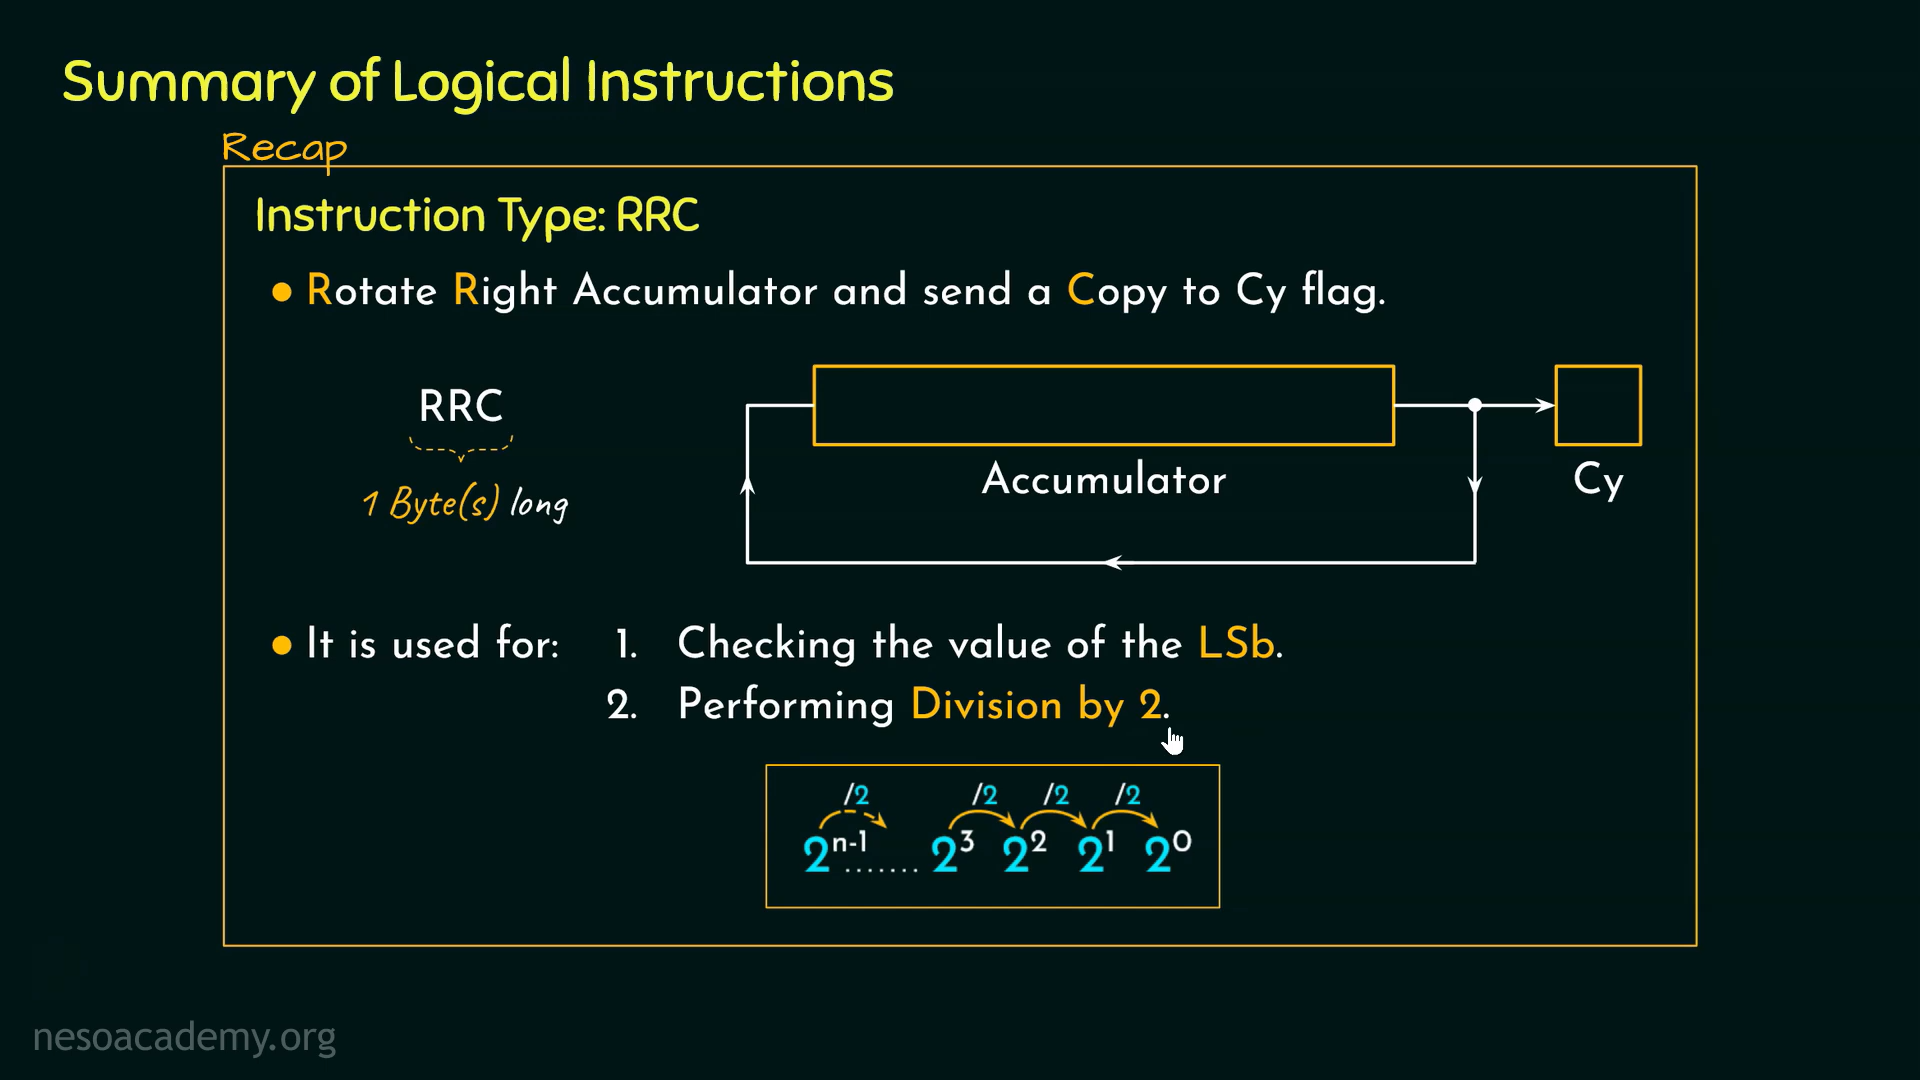 Summary of Logical Instructions
Recap
Instruction Type: RRC
● Rotate Right Accumulator and send a Copy to Cy flag.
RRC
1 Byte(s) long
Accumulator
Cy
● It is used for: 1. Checking the value of the LSb.
2. Performing Division by 2.
/2 /2 /2 /2
2ⁿ⁻¹ ....... 2³ 2² 2¹ 2⁰
nesoacademy.org